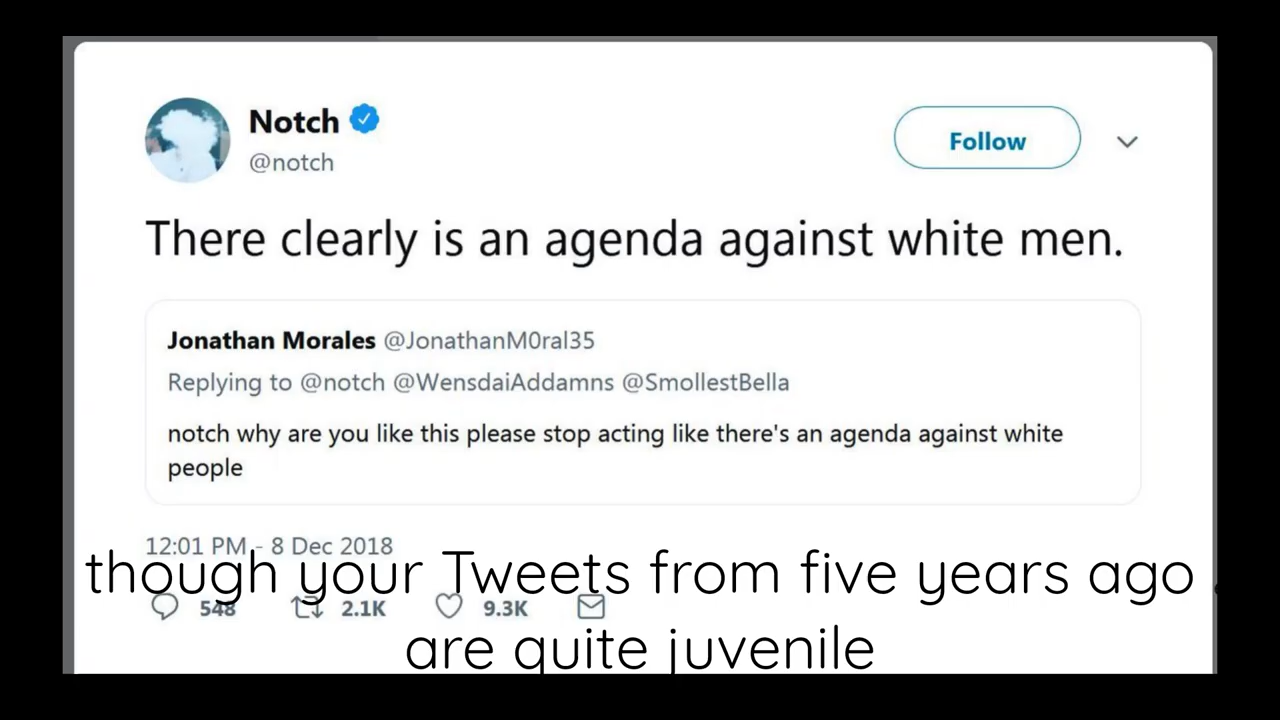 Notch
Follow
@notch
There clearly is an agenda against white men.
Jonathan Morales @JonathanM0ral35
Replying to @notch @WensdaiAddamns @SmollestBella
notch why are you like this please stop acting like there's an agenda against white
people
12:01 PM - 8 Dec 2018
though your Tweets from five years ago
548 2.1K 9.3K
are quite juvenile